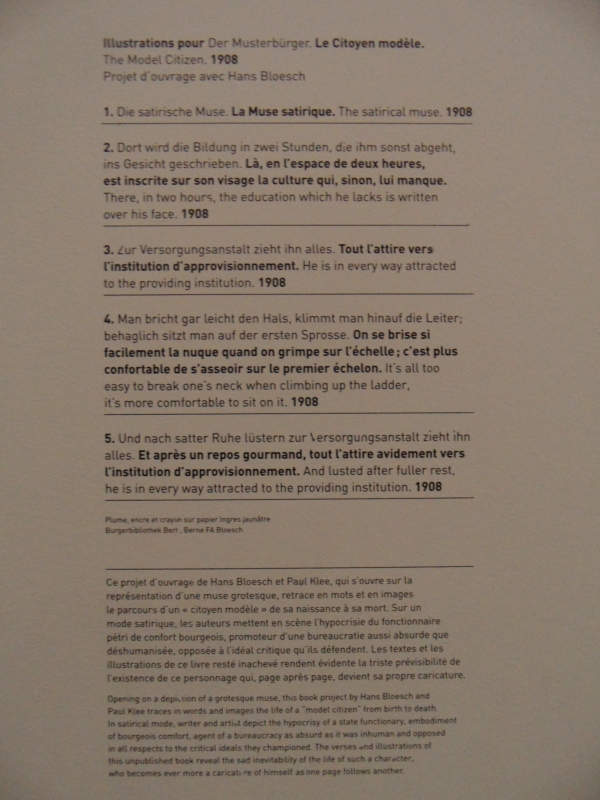 Illustrations pour Der Musterbürger. Le Citoyen modèle.
The Model Citizen. 1908
Projet d'ouvrage avec Hans Bloesch
1. Die satirische Muse. La Muse satirique. The satirical muse. 1908
2. Dort wird die Bildung in zwei Stunden, die ihm sonst abgeht,
ins Gesicht geschrieben. Là, en l'espace de deux heures,
est inscrite sur son visage la culture qui, sinon, lui manque.
There, in two hours, the education which he lacks is written
over his face. 1908
3. Zur Versorgungsanstalt zieht ihn alles. Tout l'attire vers
l'institution d'approvisionnement. He is in every way attracted
to the providing institution. 1908
4. Man bricht gar leicht den Hals, klimmt man hinauf die Leiter;
behaglich sitzt man auf der ersten Sprosse. On se brise si
facilement la nuque quand on grimpe sur l'échelle ; c'est plus
confortable de s'asseoir sur le premier échelon. It's all too
easy to break one's neck when climbing up the ladder,
it's more comfortable to sit on it. 1908
5. Und nach satter Ruhe lüstern zur Versorgungsanstalt zieht ihn
alles. Et après un repos gourmand, tout l'attire avidement vers
l'institution d'approvisionnement. And lusted after fuller rest,
he is in every way attracted to the providing institution. 1908
Plume, encre et crayon sur papier Ingres jaunâtre
Burgerbibliothek Bern, Berne FA Bloesch
Ce projet d'ouvrage de Hans Bloesch et Paul Klee, qui s'ouvre sur la
représentation d'une muse grotesque, retrace en mots et en images
le parcours d'un « citoyen modèle » de sa naissance à sa mort. Sur un
mode satirique, les auteurs mettent en scène l'hypocrisie du fonctionnaire
pétri de confort bourgeois, promoteur d'une bureaucratie aussi absurde que
déshumanisée, opposée à l'idéal critique qu'ils défendent. Les textes et les
illustrations de ce livre resté inachevé rendent évidente la triste prévisibilité de
l'existence de ce personnage qui, page après page, devient sa propre caricature.
Opening on a depiction of a grotesque muse, this book project by Hans Bloesch and
Paul Klee traces in words and images the life of a "model citizen" from birth to death.
In satirical mode, writer and artist depict the hypocrisy of a state functionary, embodiment
of bourgeois comfort, agent of a bureaucracy as absurd as it was inhuman and opposed
in all respects to the critical ideals they championed. The verses and illustrations of
this unpublished book reveal the sad inevitability of the life of such a character,
who becomes ever more a caricature of himself as one page follows another.